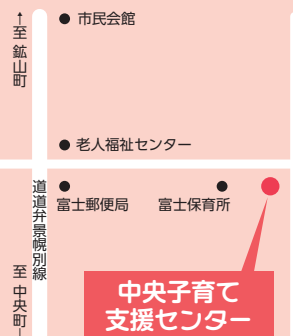 ↑至 鉱山町
市民会館
老人福祉センター
道道弁景幌別線
富士郵便局
富士保育所
至 中央町
中央子育て
支援センター